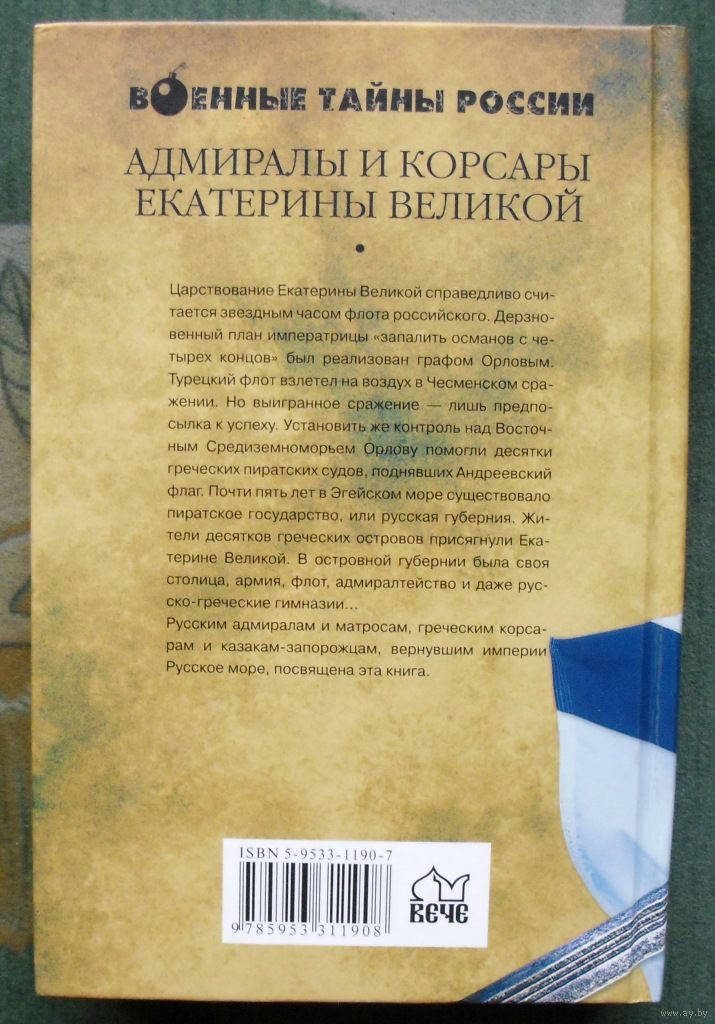 ВОЕННЫЕ ТАЙНЫ РОССИИ
АДМИРАЛЫ И КОРСАРЫ
ЕКАТЕРИНЫ ВЕЛИКОЙ
Царствование Екатерины Великой справедливо счи-
тается звездным часом флота российского. Дерзно-
венный план императрицы «запалить османов с че-
тырех концов» был реализован графом Орловым.
Турецкий флот взлетел на воздух в Чесменском сра-
жении. Но выигранное сражение — лишь предпо-
сылка к успеху. Установить же контроль над Восточ-
ным Средиземноморьем Орлову помогли десятки
греческих пиратских судов, поднявших Андреевский
флаг. Почти пять лет в Эгейском море существовало
пиратское государство, или русская губерния. Жи-
тели десятков греческих островов присягнули Ека-
терине Великой. В островной губернии была своя
столица, армия, флот, адмиралтейство и даже рус-
ско-греческие гимназии...
Русским адмиралам и матросам, греческим корса-
рам и казакам-запорожцам, вернувшим империи
Русское море, посвящена эта книга.
ISBN 5-9533-1190-7
9 785953 311908
ВЕЧЕ
www.ay.by